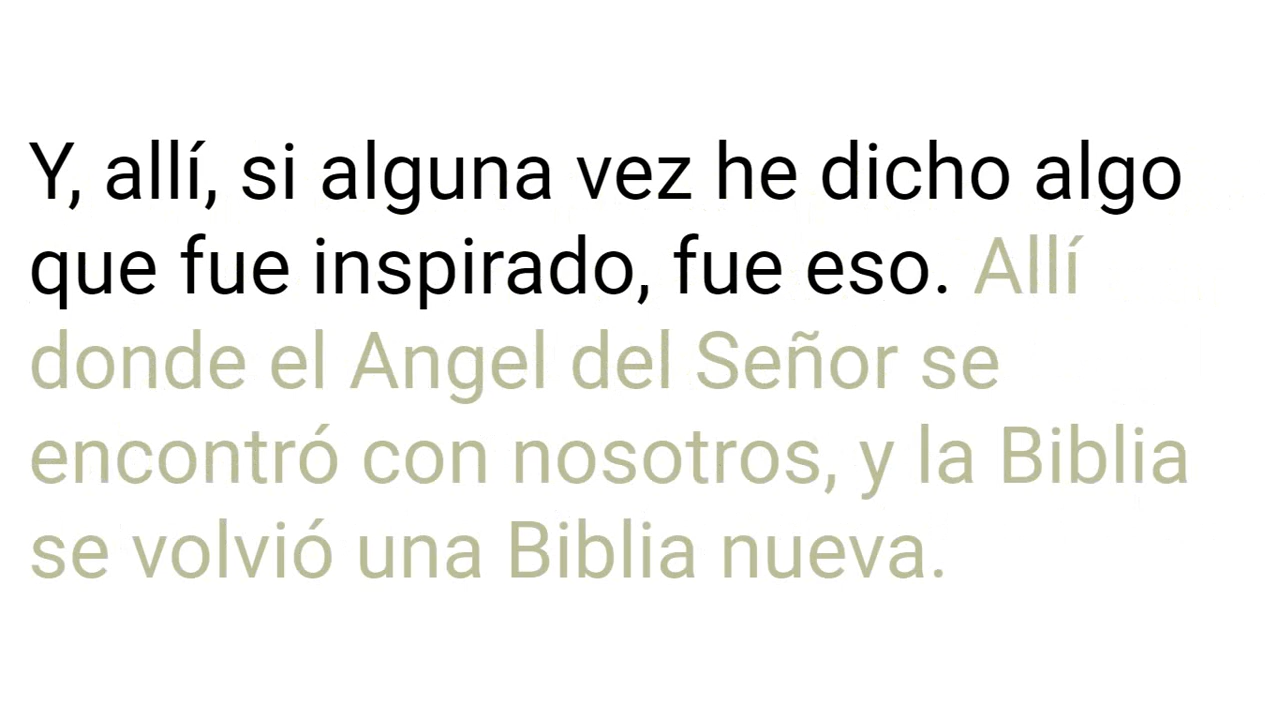 Y, allí, si alguna vez he dicho algo
que fue inspirado, fue eso. Allí
donde el Angel del Señor se
encontró con nosotros, y la Biblia
se volvió una Biblia nueva.